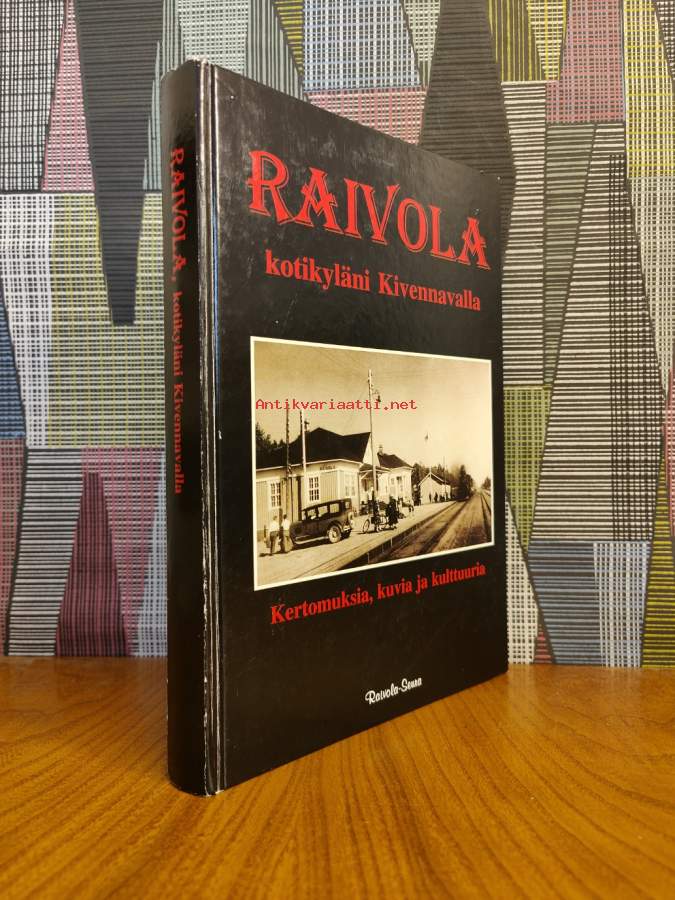 RAIVOLA, kotikyläni Kivennavalla
RAIVOLA
kotikyläni Kivennavalla
Antikvariaatti.net
Kertomuksia, kuvia ja kulttuuria
Raivola-Seura